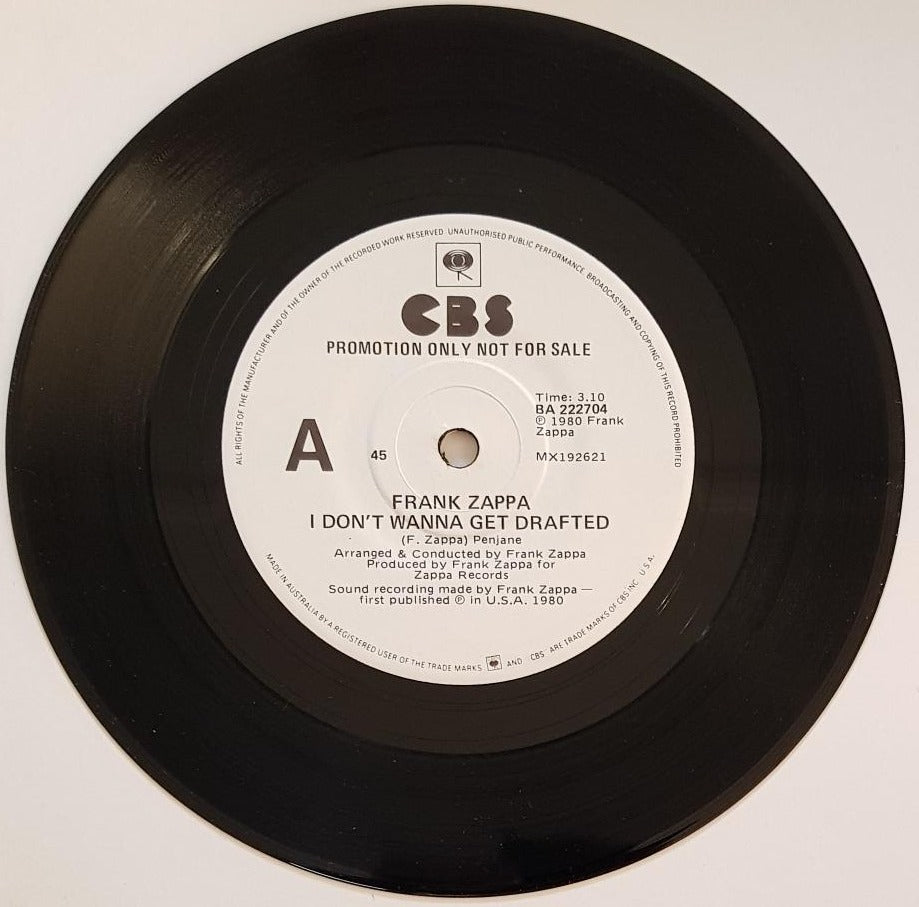 ALL RIGHTS OF THE MANUFACTURER AND OF THE OWNER OF THE RECORDED WORK RESERVED. UNAUTHORISED PUBLIC PERFORMANCE BROADCASTING AND COPYING OF THIS RECORD PROHIBITED
CBS
PROMOTION ONLY NOT FOR SALE
Time: 3.10
BA 222704
℗ 1980 Frank
Zappa
A
45
MX192621
FRANK ZAPPA
I DON'T WANNA GET DRAFTED
(F. Zappa) Penjane
Arranged & Conducted by Frank Zappa
Produced by Frank Zappa for
Zappa Records
Sound recording made by Frank Zappa —
first published ℗ in U.S.A. 1980
MADE IN AUSTRALIA BY A REGISTERED USER OF THE TRADE MARKS AND CBS ARE TRADE MARKS OF CBS INC U.S.A.